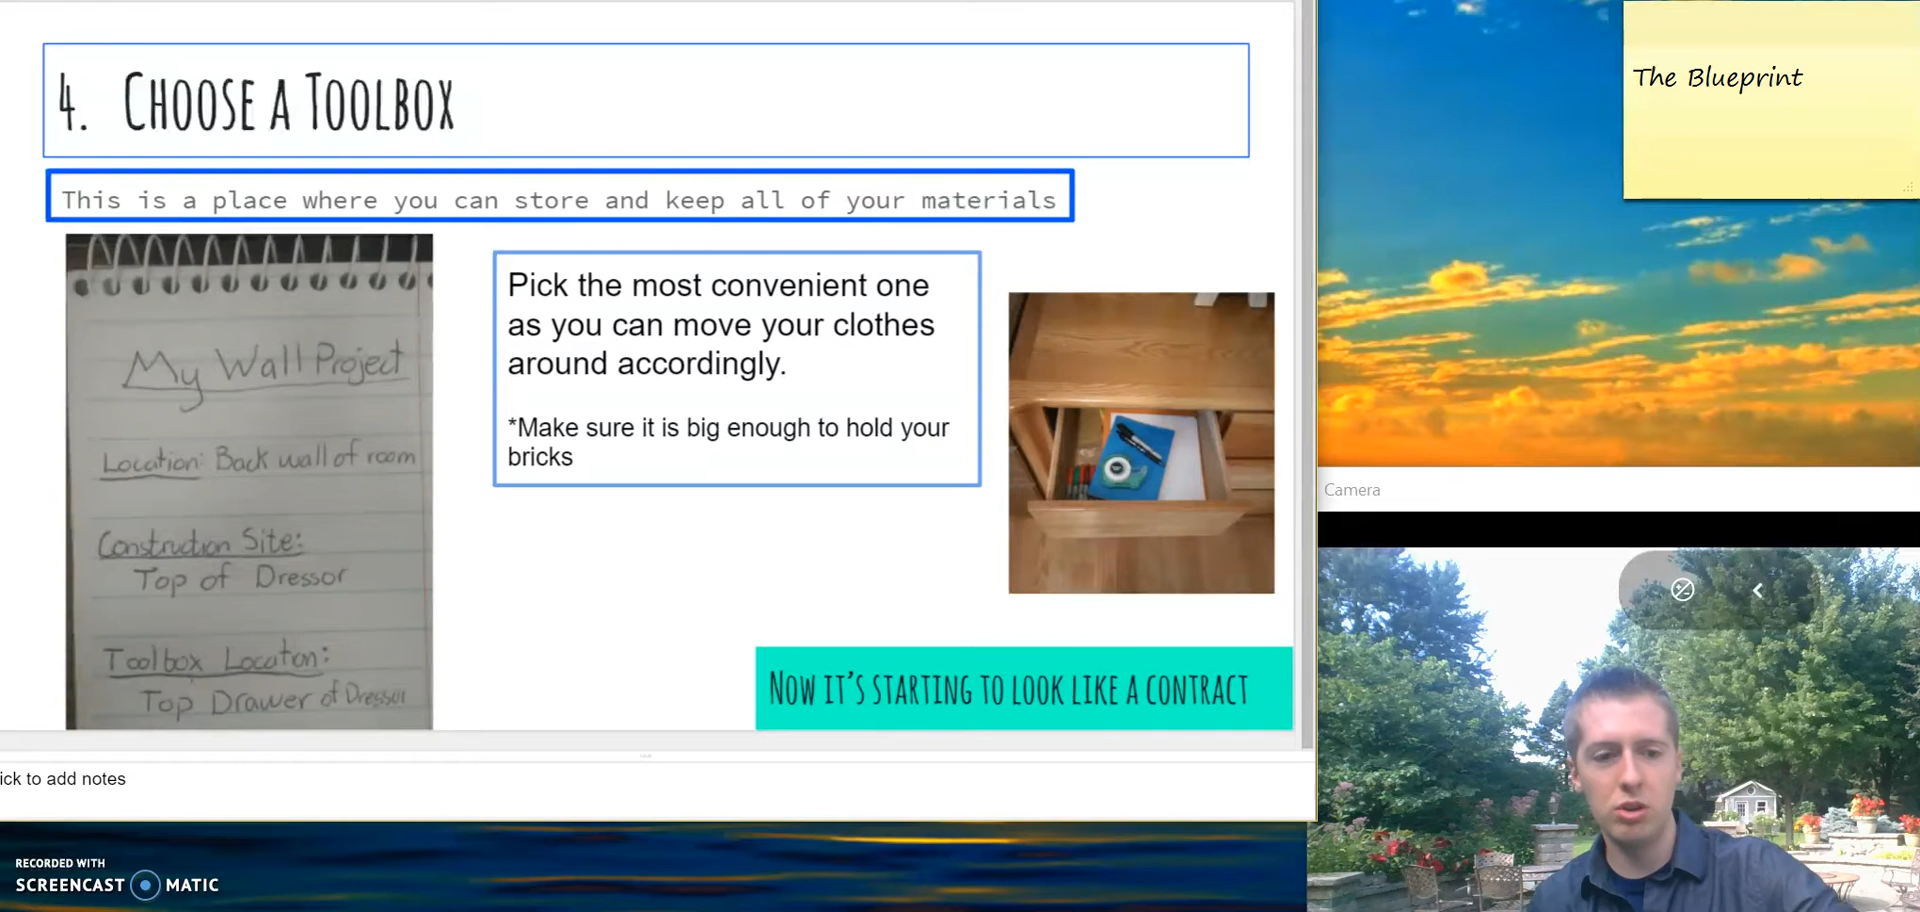 4. Choose a Toolbox
This is a place where you can store and keep all of your materials
My Wall Project
Location: Back wall of room
Construction Site:
Top of Dressor
Toolbox Location:
Top Drawer of Dressor
Pick the most convenient one
as you can move your clothes
around accordingly.
*Make sure it is big enough to hold your
bricks
Now it's starting to look like a contract
ick to add notes
RECORDED WITH
SCREENCAST MATIC
The Blueprint
Camera